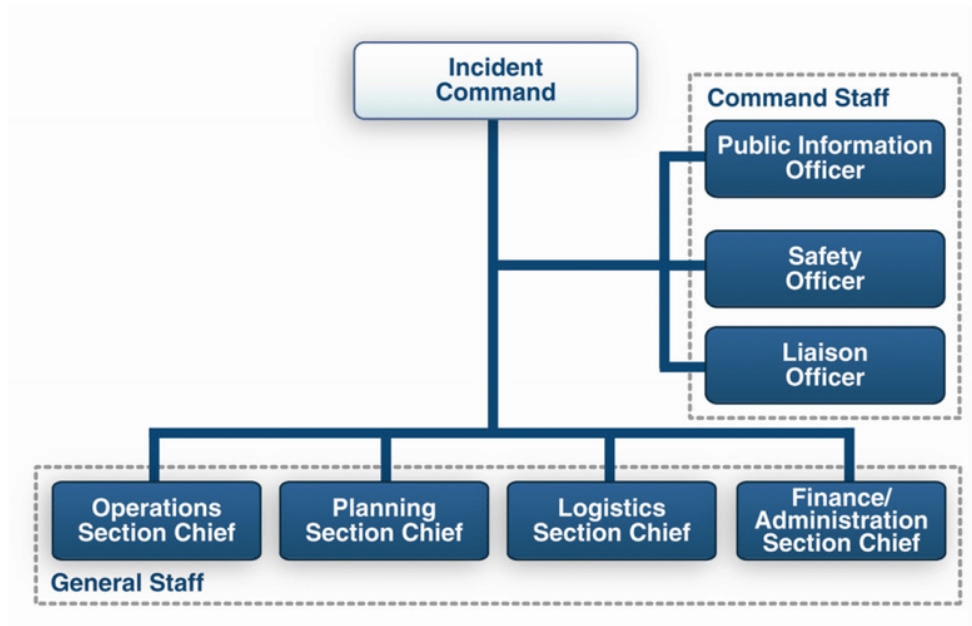 Incident
Command
Command Staff
Public Information
Officer
Safety
Officer
Liaison
Officer
Operations
Section Chief
Planning
Section Chief
Logistics
Section Chief
Finance/
Administration
Section Chief
General Staff